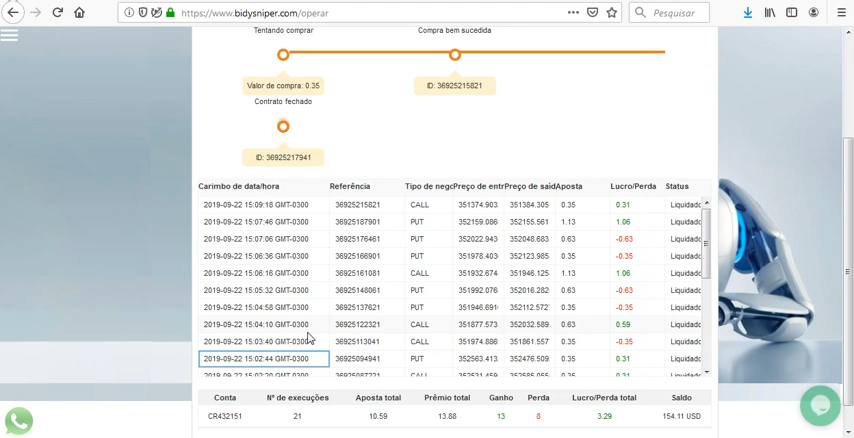 https://www.bidysniper.com/operar
Pesquisar
Tentando comprar
Compra bem sucedida
Valor de compra: 0.35
ID: 36925215821
Contrato fechado
ID: 36925217941
Carimbo de data/hora Referência Tipo de nego Preço de entr Preço de said Aposta Lucro/Perda Status
2019-09-22 15:09:18 GMT-0300 36925215821 CALL 351374.903 351384.305 0.35 0.31 Liquidado
2019-09-22 15:07:46 GMT-0300 36925187901 PUT 352159.086 352155.561 1.13 1.06 Liquidado
2019-09-22 15:07:06 GMT-0300 36925176461 PUT 352022.943 352048.683 0.63 -0.63 Liquidado
2019-09-22 15:06:36 GMT-0300 36925166901 PUT 351978.403 352123.985 0.35 -0.35 Liquidado
2019-09-22 15:06:16 GMT-0300 36925161081 CALL 351932.674 351946.125 1.13 1.06 Liquidado
2019-09-22 15:05:32 GMT-0300 36925148061 PUT 351992.076 352016.282 0.63 -0.63 Liquidado
2019-09-22 15:04:58 GMT-0300 36925137621 PUT 351946.691 352112.572 0.35 -0.35 Liquidado
2019-09-22 15:04:10 GMT-0300 36925122321 CALL 351877.573 352032.589 0.63 0.59 Liquidado
2019-09-22 15:03:40 GMT-0300 36925113041 CALL 351974.886 351861.557 0.35 -0.35 Liquidado
2019-09-22 15:02:44 GMT-0300 36925094941 PUT 352563.413 352476.509 0.35 0.31 Liquidado
Conta Nº de execuções Aposta total Prêmio total Ganho Perda Lucro/Perda total Saldo
CR432151 21 10.59 13.88 13 8 3.29 154.11 USD